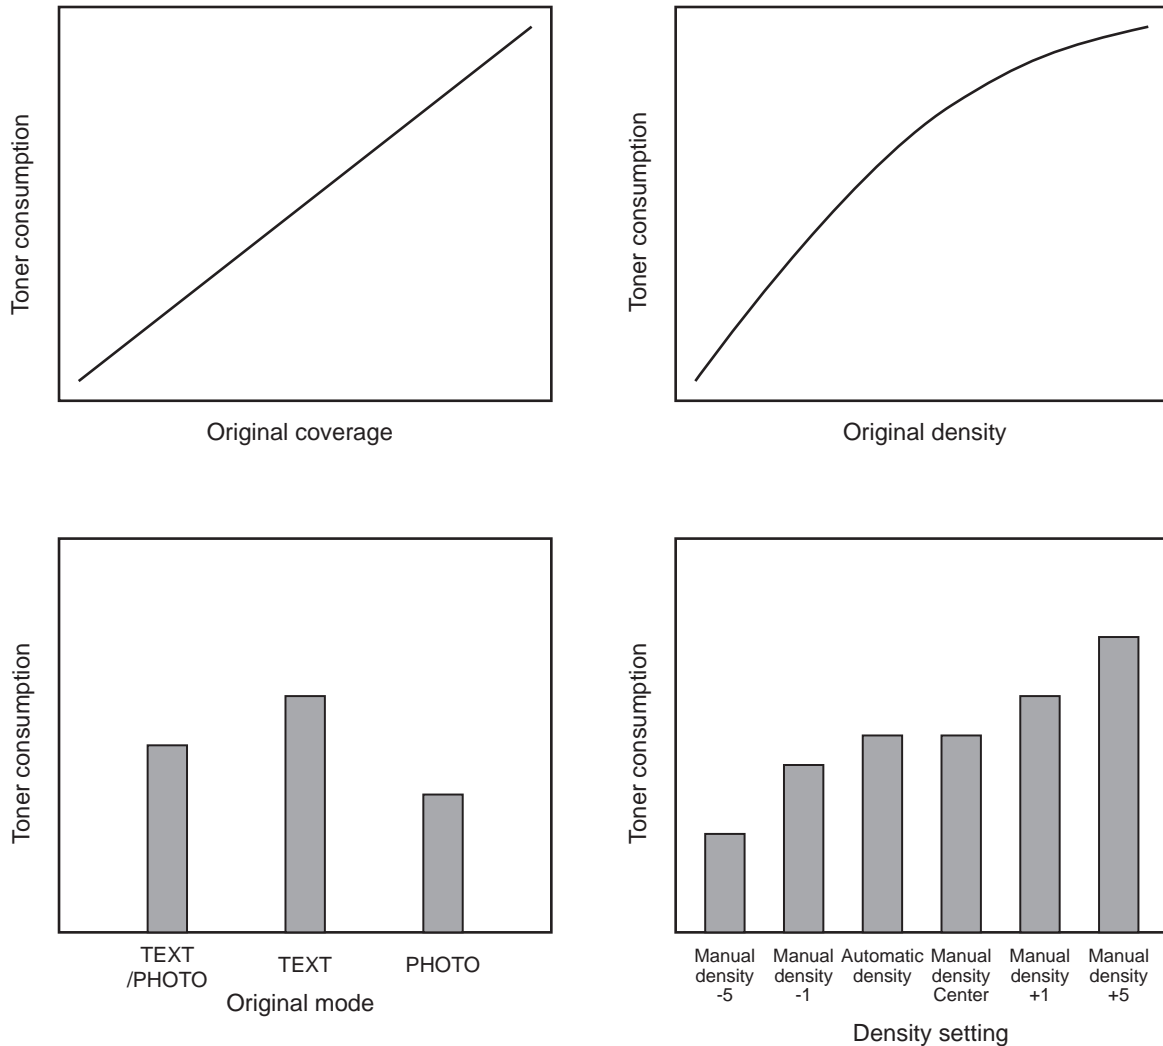 Toner consumption
Original coverage
Toner consumption
Original density
Toner consumption
TEXT
/PHOTO
TEXT
PHOTO
Original mode
Toner consumption
Manual
density
-5
Manual
density
-1
Automatic
density
Manual
density
Center
Manual
density
+1
Manual
density
+5
Density setting